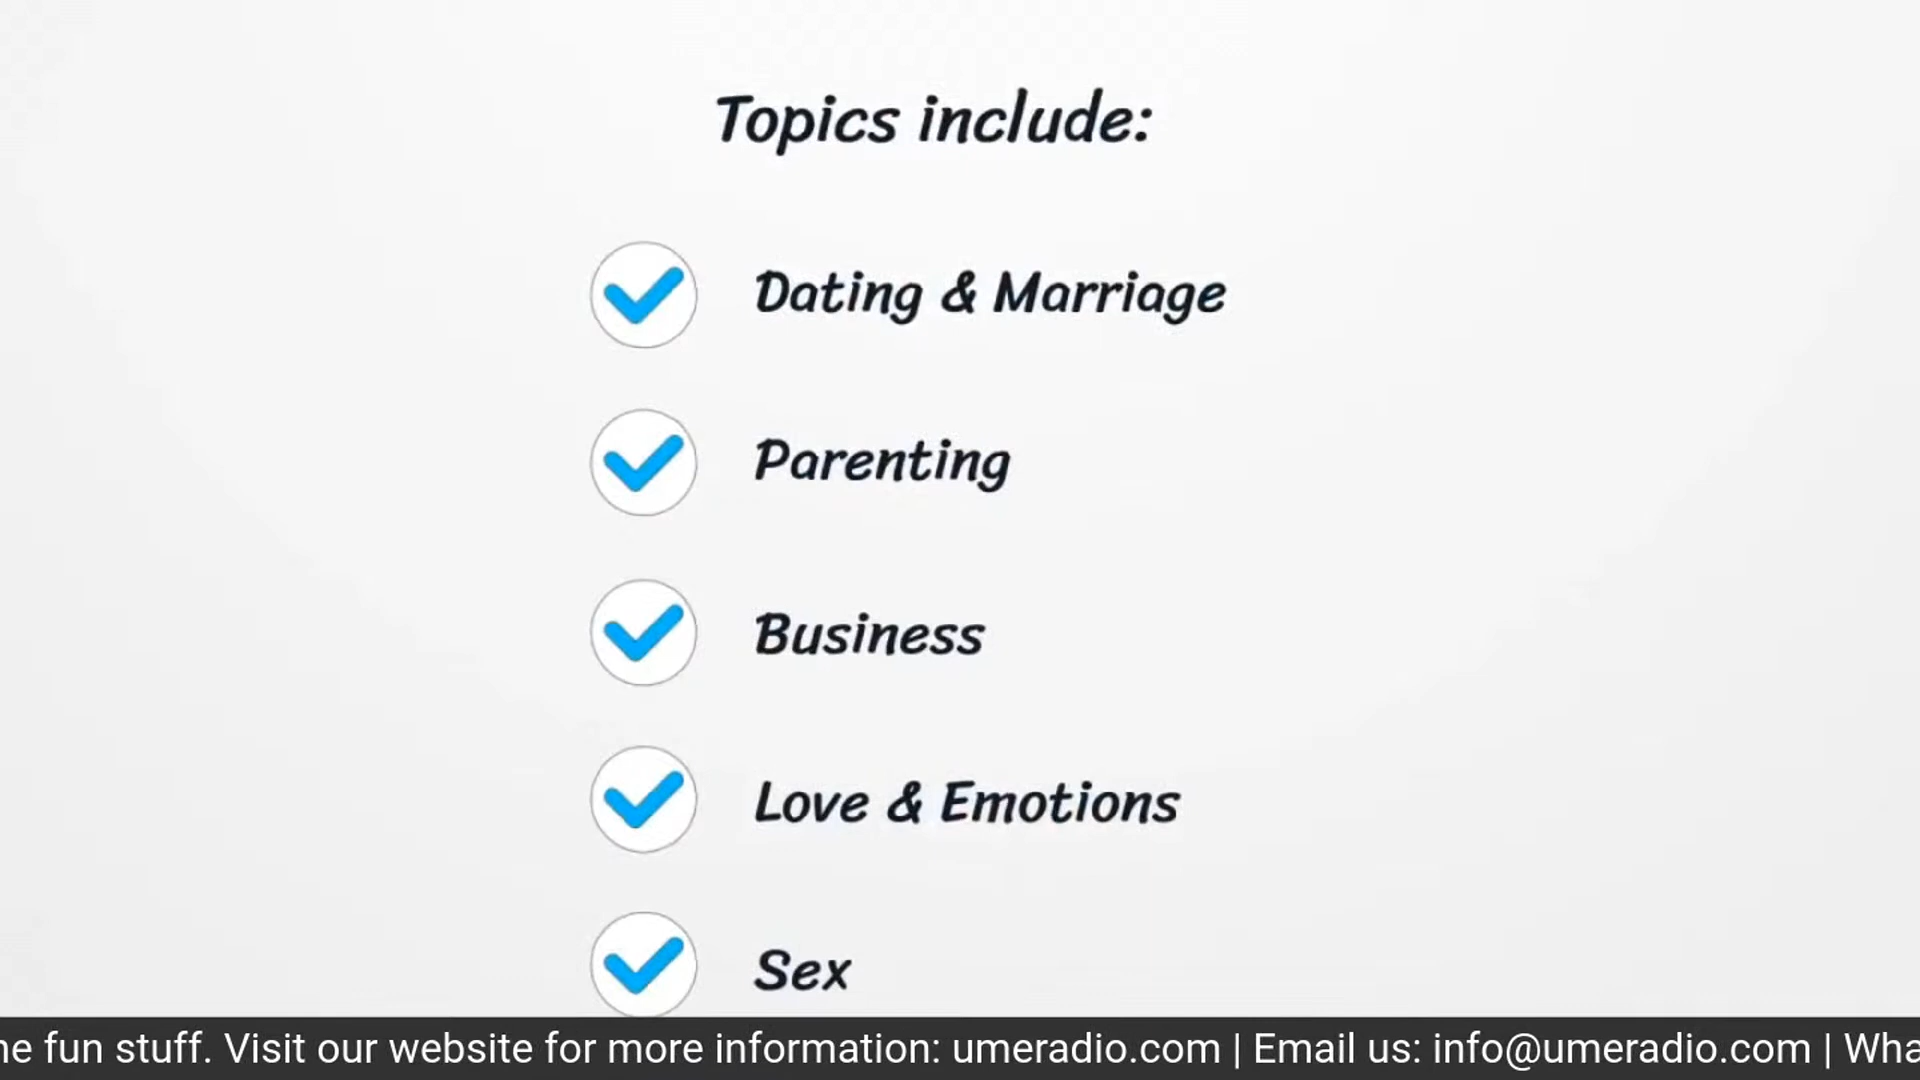 Topics include:
Dating & Marriage
Parenting
Business
Love & Emotions
Sex
fun stuff. Visit our website for more information: umeradio.com | Email us: info@umeradio.com |